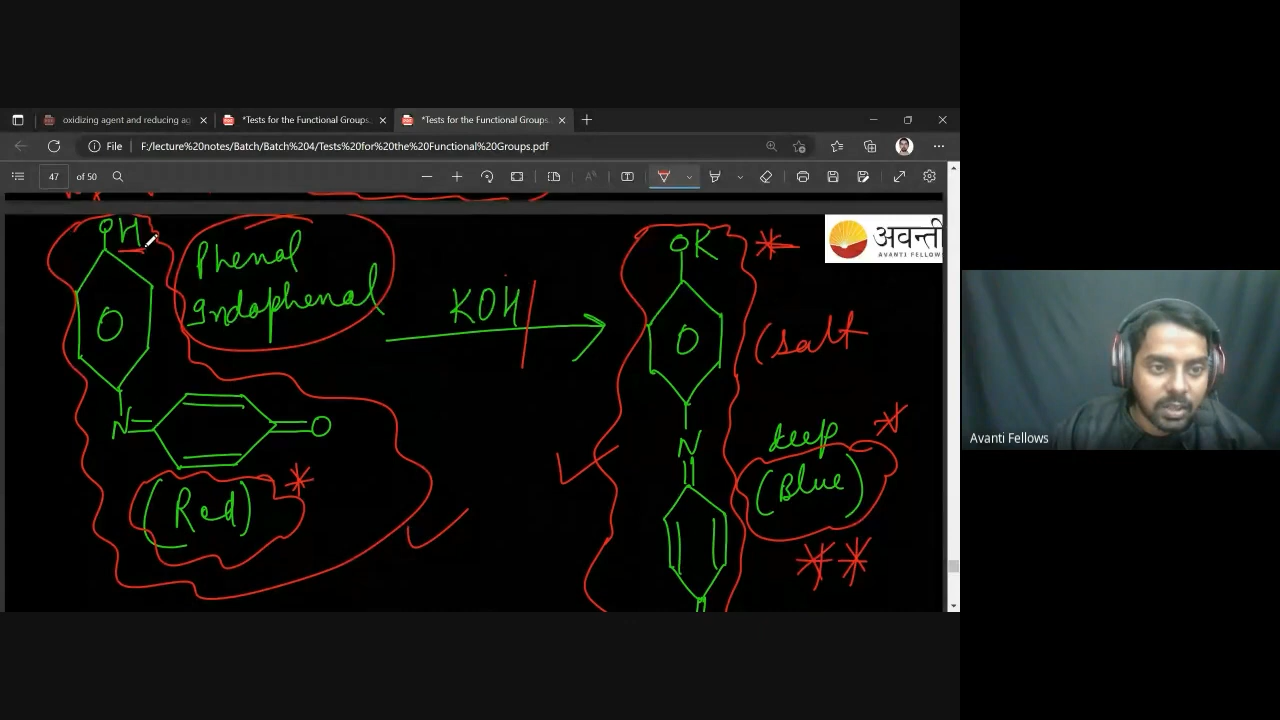 oxidizing agent and reducing ag
*Tests for the Functional Groups.
*Tests for the Functional Groups.
File
F:/lecture%20notes/Batch/Batch%204/Tests%20for%20the%20Functional%20Groups.pdf
47 of 50
अवन्ती
AVANTI FELLOWS
OH
Phenol
Indophenol
KOH
OK
(salt
N
O
N
deep
(Blue)
(Red)
Avanti Fellows